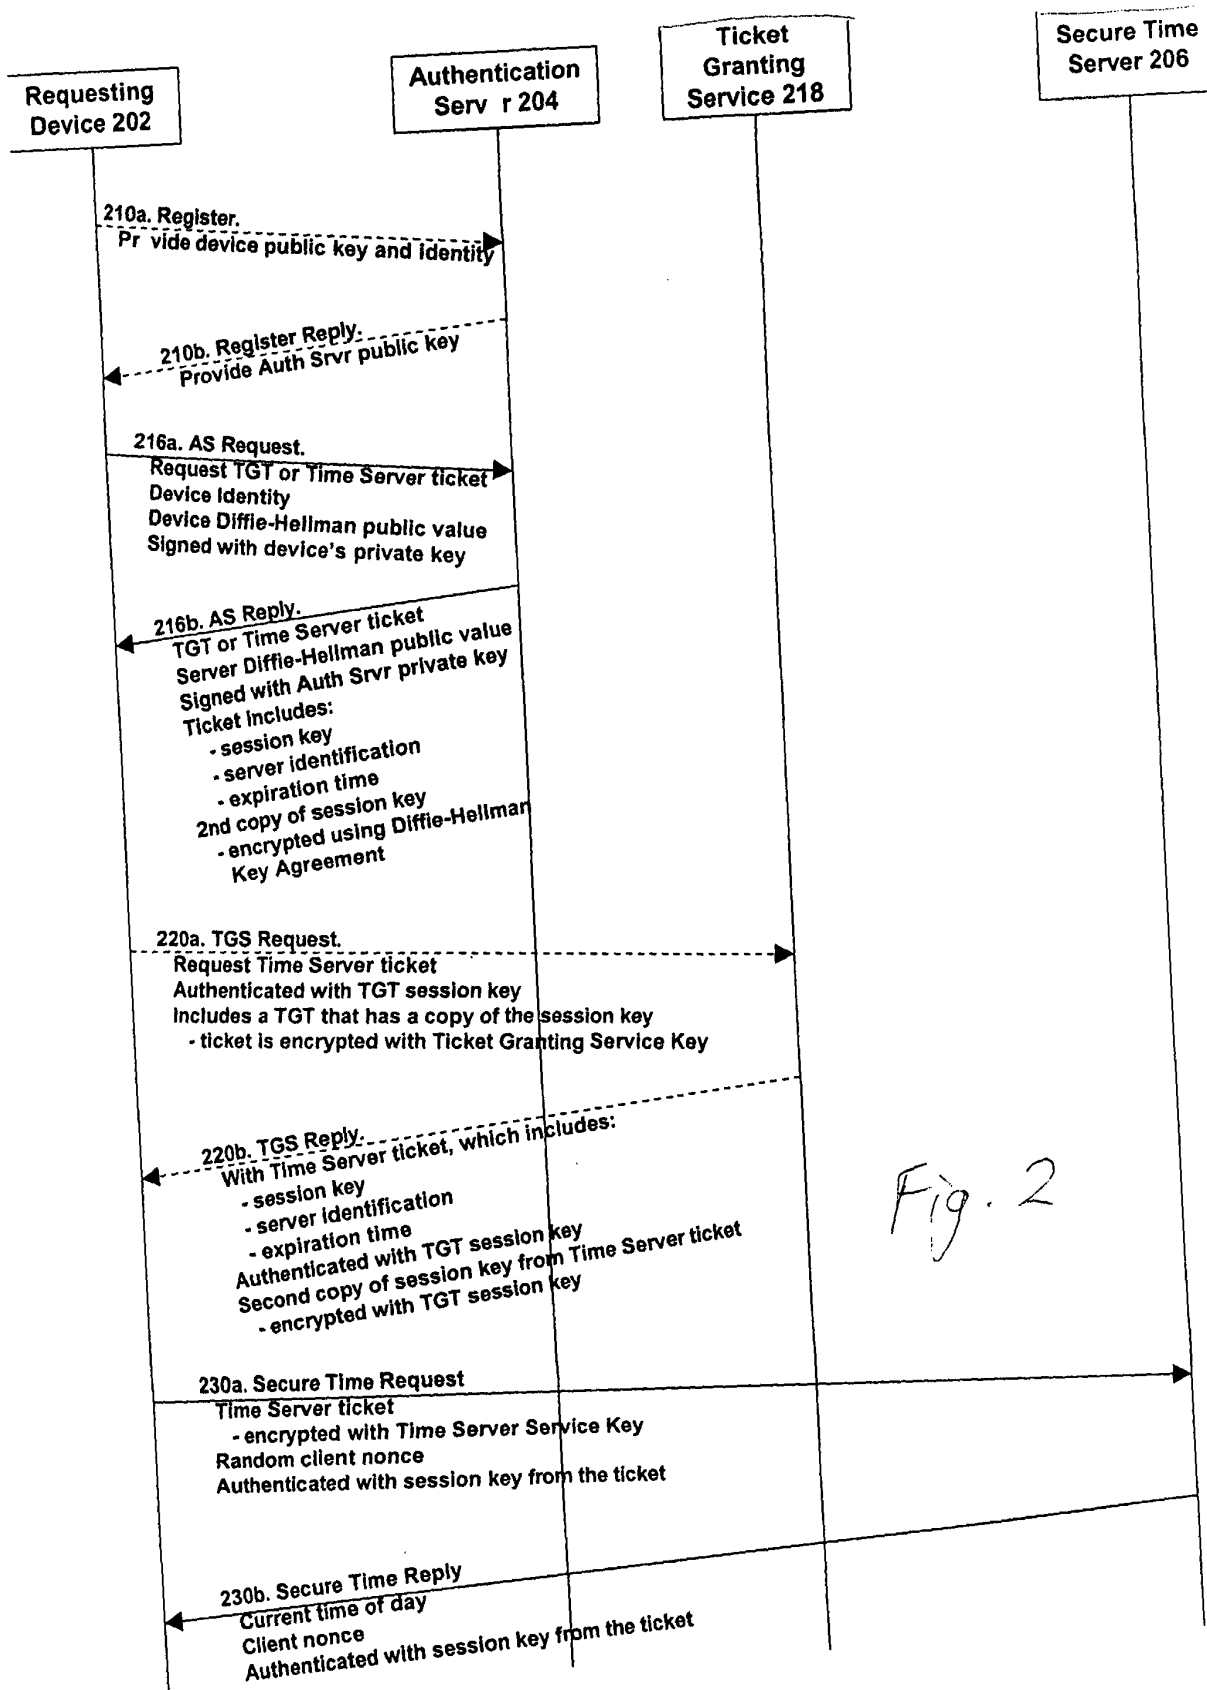 Requesting
Device 202
Authentication
Serv r 204
Ticket
Granting
Service 218
Secure Time
Server 206
210a. Register.
Pr vide device public key and identity
210b. Register Reply.
Provide Auth Srvr public key
216a. AS Request.
Request TGT or Time Server ticket
Device Identity
Device Diffie-Hellman public value
Signed with device's private key
216b. AS Reply.
TGT or Time Server ticket
Server Diffie-Hellman public value
Signed with Auth Srvr private key
Ticket includes:
- session key
- server identification
- expiration time
2nd copy of session key
- encrypted using Diffie-Hellman
Key Agreement
220a. TGS Request.
Request Time Server ticket
Authenticated with TGT session key
Includes a TGT that has a copy of the session key
- ticket is encrypted with Ticket Granting Service Key
220b. TGS Reply.
With Time Server ticket, which includes:
- session key
- server identification
- expiration time
Authenticated with TGT session key
Second copy of session key from Time Server ticket
- encrypted with TGT session key
Fig. 2
230a. Secure Time Request
Time Server ticket
- encrypted with Time Server Service Key
Random client nonce
Authenticated with session key from the ticket
230b. Secure Time Reply
Current time of day
Client nonce
Authenticated with session key from the ticket